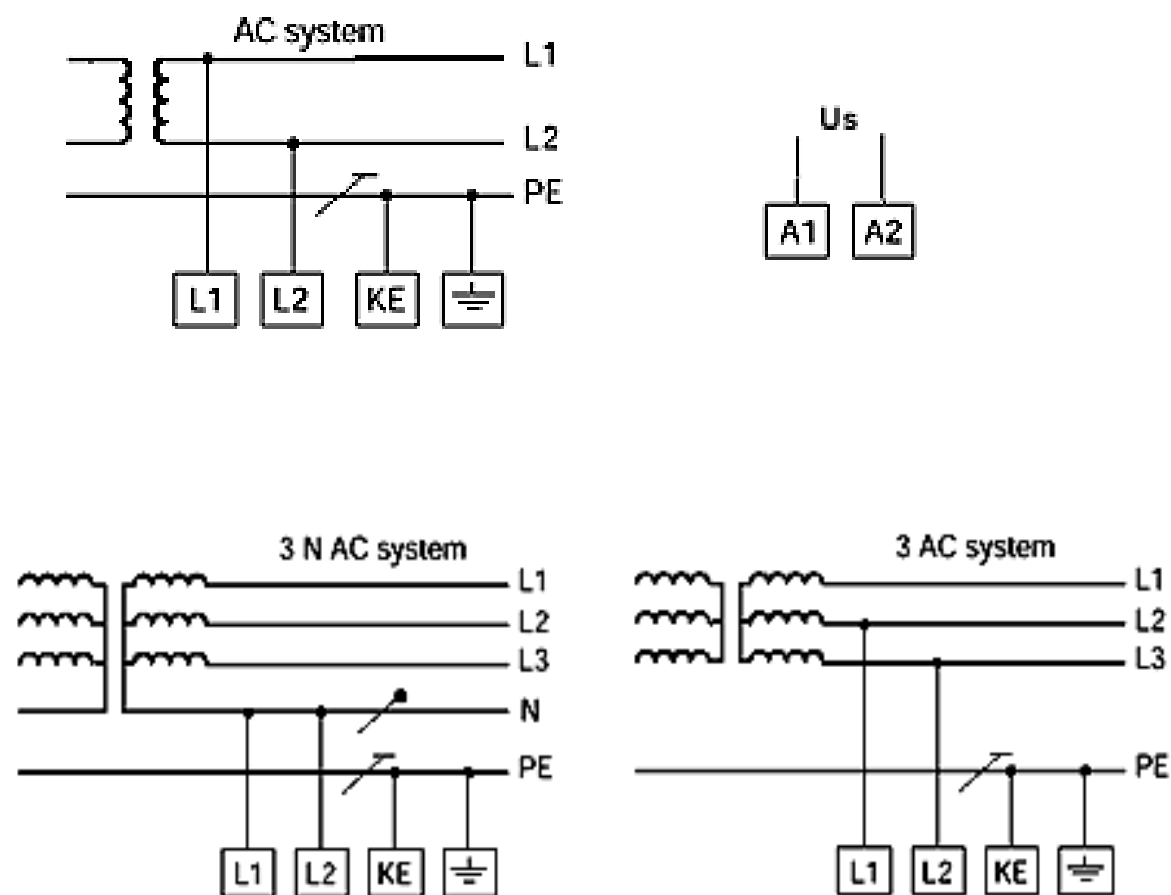 AC system
L1
L2
PE
L1 L2 KE
Us
A1 A2
3 N AC system
L1
L2
L3
N
PE
L1 L2 KE
3 AC system
L1
L2
L3
PE
L1 L2 KE